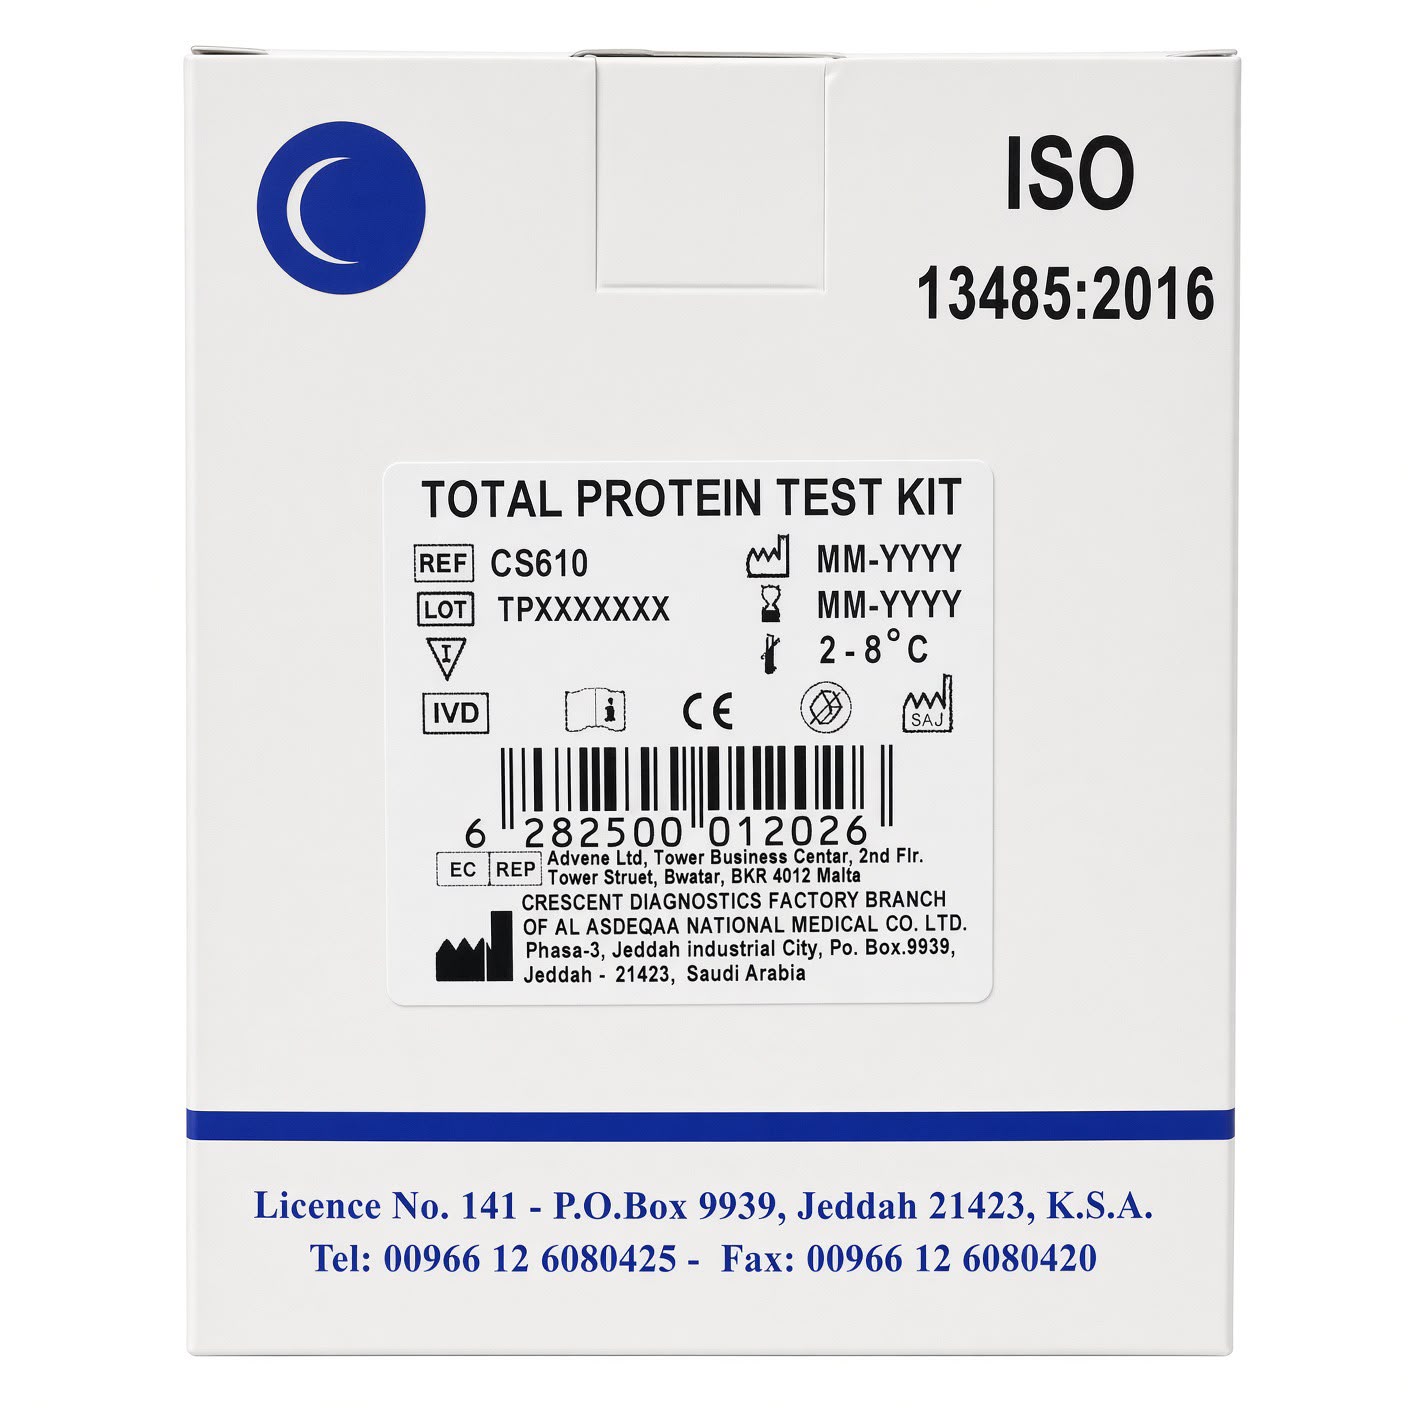 ISO
13485:2016
TOTAL PROTEIN TEST KIT
REF CS610 MM-YYYY
LOT TPXXXXXXX MM-YYYY
I 2 - 8°C
IVD i CE SAJ
6 282500 012026
EC REP Advene Ltd, Tower Business Centar, 2nd Flr.
Tower Struet, Bwatar, BKR 4012 Malta
CRESCENT DIAGNOSTICS FACTORY BRANCH
OF AL ASDEQAA NATIONAL MEDICAL CO. LTD.
Phasa-3, Jeddah industrial City, Po. Box.9939,
Jeddah - 21423, Saudi Arabia
Licence No. 141 - P.O.Box 9939, Jeddah 21423, K.S.A.
Tel: 00966 12 6080425 - Fax: 00966 12 6080420